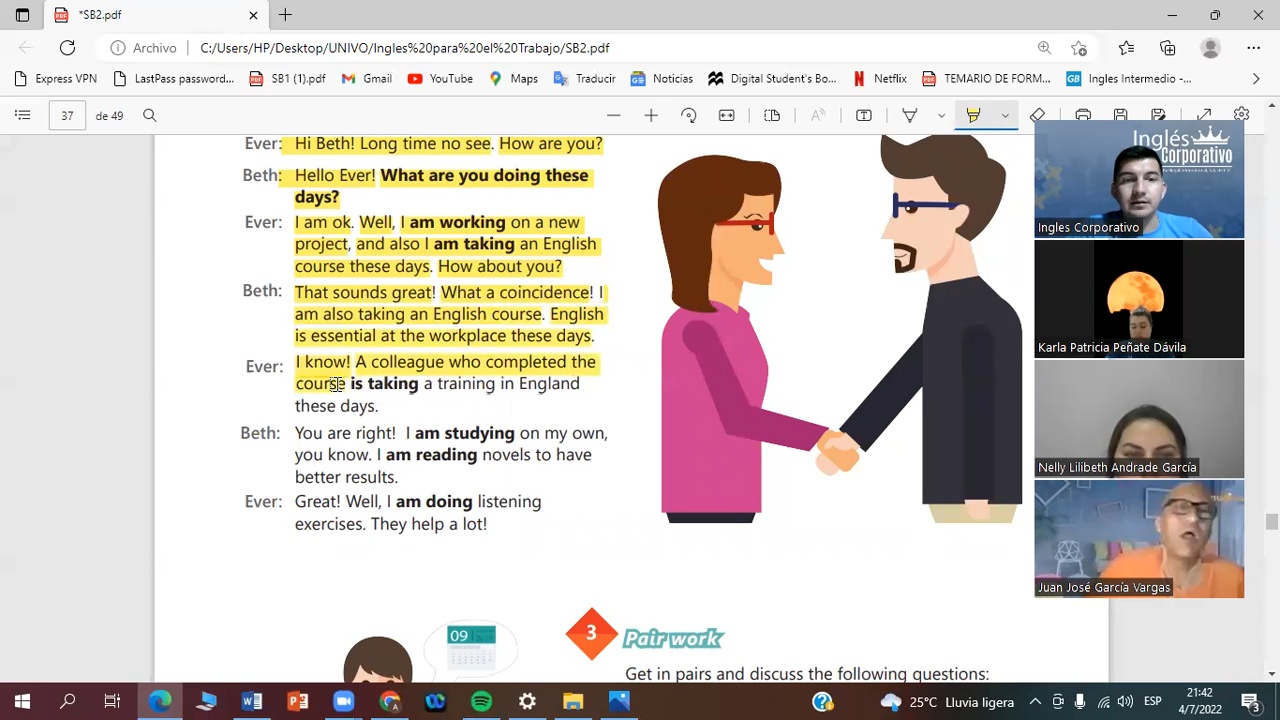 *SB2.pdf
Archivo
C:/Users/HP/Desktop/UNIVO/Ingles%20para%20el%20Trabajo/SB2.pdf
Express VPN
LastPass password...
SB1 (1).pdf
Gmail
YouTube
Maps
Traducir
Noticias
Digital Student's Bo...
Netflix
TEMARIO DE FORM...
Ingles Intermedio -...
37 de 49
Ever: Hi Beth! Long time no see. How are you?
Beth: Hello Ever! What are you doing these
days?
Ever: I am ok. Well, I am working on a new
project, and also I am taking an English
course these days. How about you?
Beth: That sounds great! What a coincidence! I
am also taking an English course. English
is essential at the workplace these days.
Ever: I know! A colleague who completed the
course is taking a training in England
these days.
Beth: You are right! I am studying on my own,
you know. I am reading novels to have
better results.
Ever: Great! Well, I am doing listening
exercises. They help a lot!
09
3 Pair work
Get in pairs and discuss the following questions:
Inglés
Corporativo
Ingles Corporativo
Karla Patricia Peñate Dávila
Nelly Lilibeth Andrade García
Juan José García Vargas
25°C Lluvia ligera
ESP
21:42
4/7/2022
3